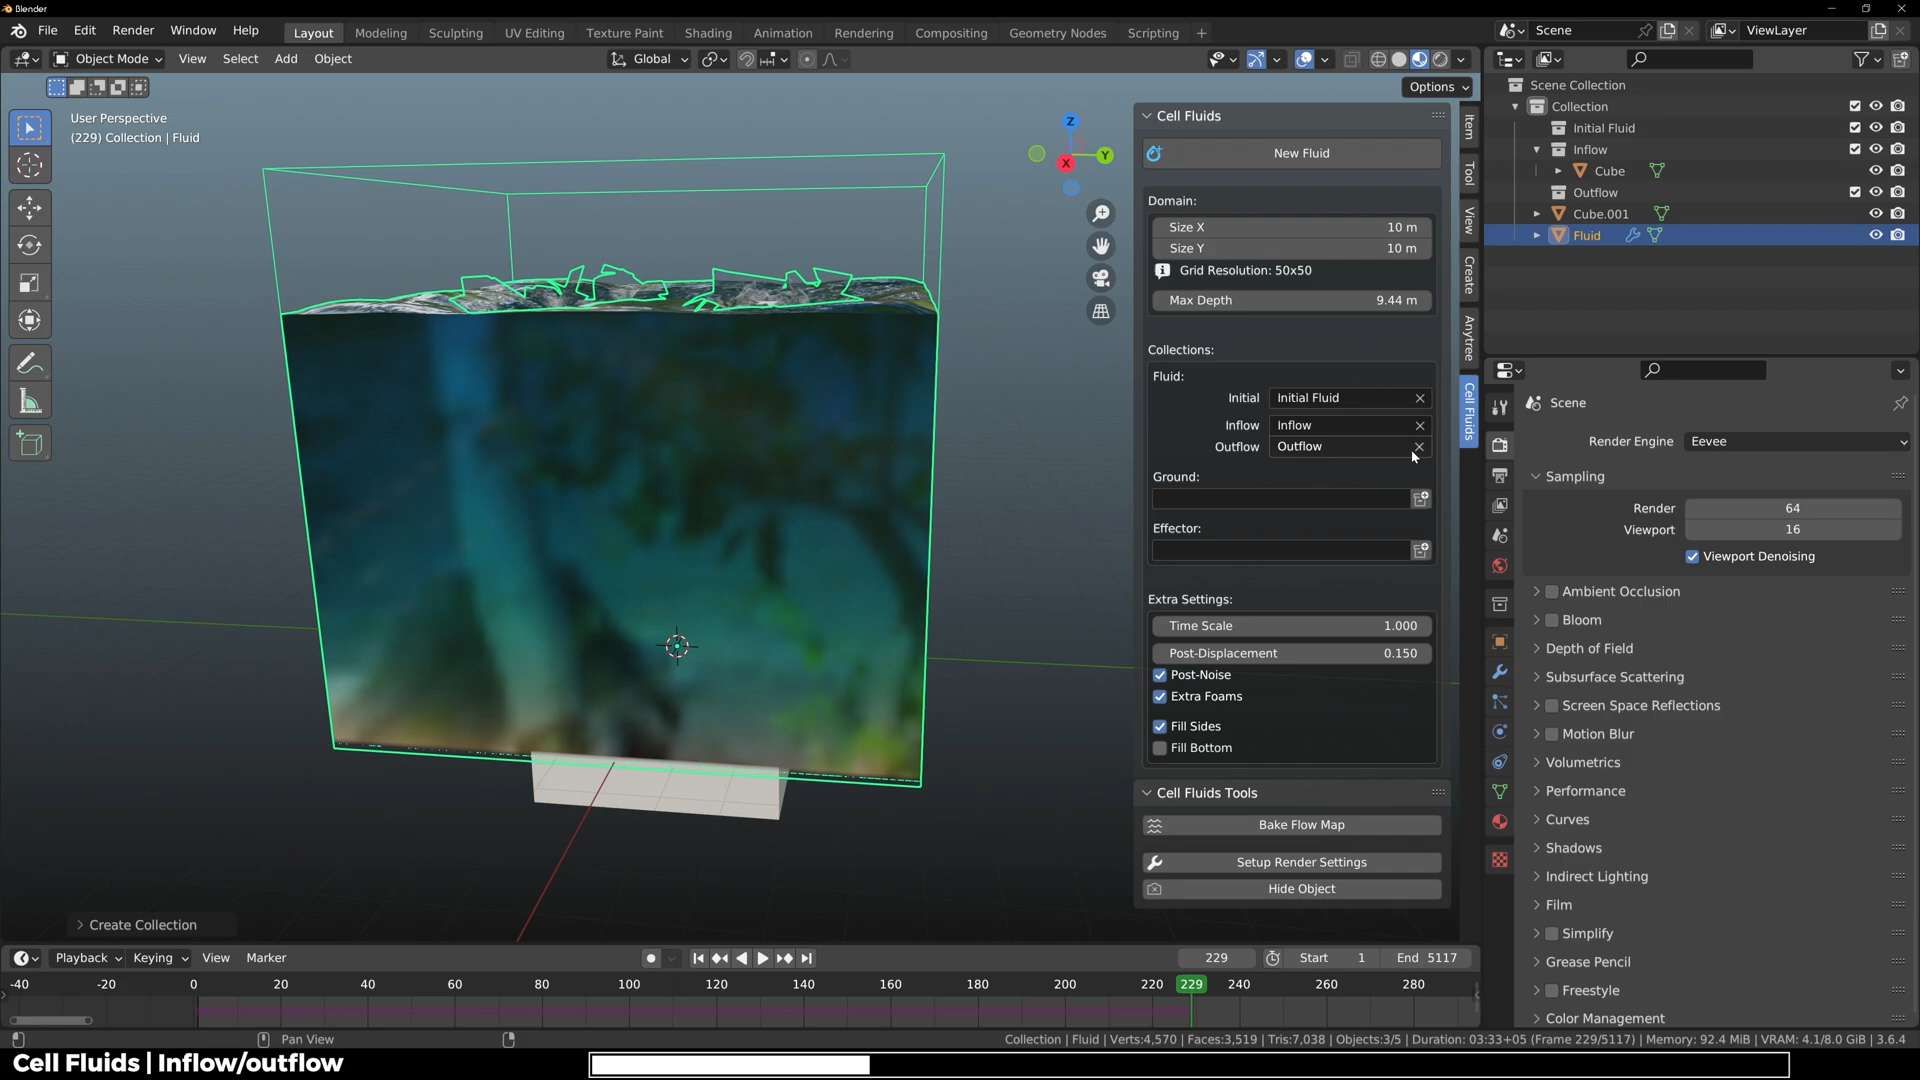 Blender
File Edit Render Window Help
Layout Modeling Sculpting UV Editing Texture Paint Shading Animation Rendering Compositing Geometry Nodes Scripting +
Scene
ViewLayer
Object Mode View Select Add Object
Global
Options
User Perspective
(229) Collection | Fluid
Z
Y
X
Cell Fluids
New Fluid
Domain:
Size X 10 m
Size Y 10 m
Grid Resolution: 50x50
Max Depth 9.44 m
Collections:
Fluid:
Initial Initial Fluid
Inflow Inflow
Outflow Outflow
Ground:
Effector:
Extra Settings:
Time Scale 1.000
Post-Displacement 0.150
Post-Noise
Extra Foams
Fill Sides
Fill Bottom
Cell Fluids Tools
Bake Flow Map
Setup Render Settings
Hide Object
Item
Tool
View
Create
Anytree
Cell Fluids
Scene Collection
Collection
Initial Fluid
Inflow
Cube
Outflow
Cube.001
Fluid
Scene
Render Engine Eevee
Sampling
Render 64
Viewport 16
Viewport Denoising
Ambient Occlusion
Bloom
Depth of Field
Subsurface Scattering
Screen Space Reflections
Motion Blur
Volumetrics
Performance
Curves
Shadows
Indirect Lighting
Film
Simplify
Grease Pencil
Freestyle
Color Management
Create Collection
Playback Keying View Marker
229 Start 1 End 5117
-40 -20 0 20 40 60 80 100 120 140 160 180 200 220 229 240 260 280
Pan View
Collection | Fluid | Verts:4,570 | Faces:3,519 | Tris:7,038 | Objects:3/5 | Duration: 03:33+05 (Frame 229/5117) | Memory: 92.4 MiB | VRAM: 4.1/8.0 GiB | 3.6.4
Cell Fluids | Inflow/outflow